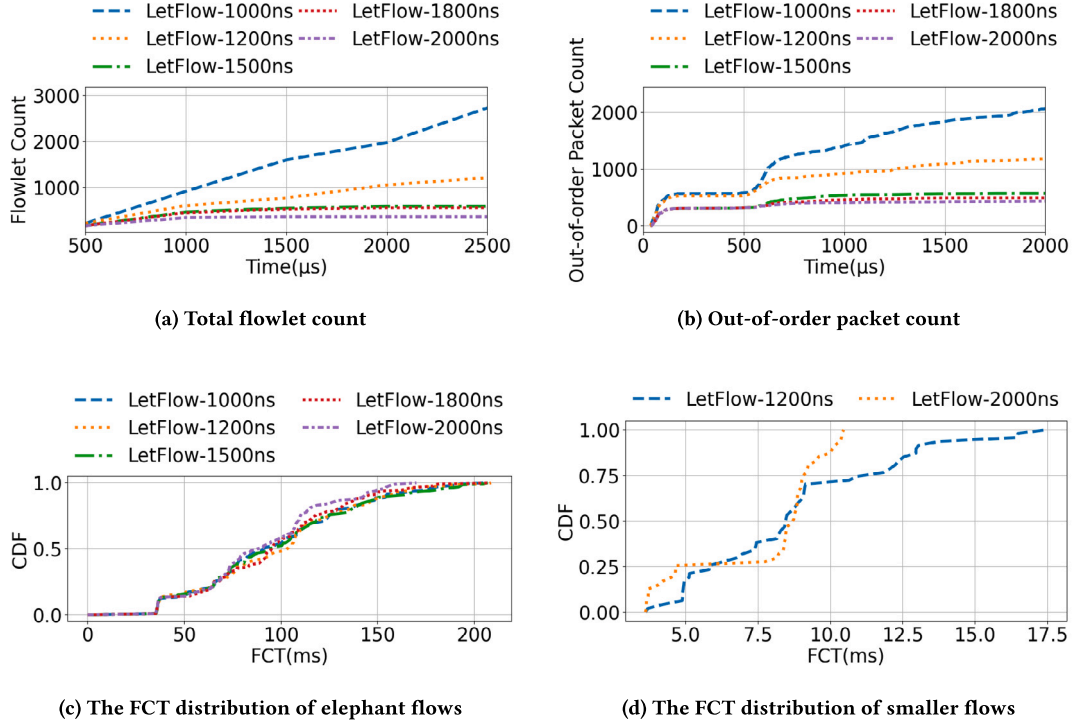 LetFlow-1000ns LetFlow-1800ns
LetFlow-1200ns LetFlow-2000ns
LetFlow-1500ns
Flowlet Count
3000
2000
1000
500 1000 1500 2000 2500
Time(μs)
(a) Total flowlet count
LetFlow-1000ns LetFlow-1800ns
LetFlow-1200ns LetFlow-2000ns
LetFlow-1500ns
Out-of-order Packet Count
2000
1000
0
0 500 1000 1500 2000
Time(μs)
(b) Out-of-order packet count
LetFlow-1000ns LetFlow-1800ns
LetFlow-1200ns LetFlow-2000ns
LetFlow-1500ns
CDF
1.0
0.5
0.0
0 50 100 150 200
FCT(ms)
(c) The FCT distribution of elephant flows
LetFlow-1200ns LetFlow-2000ns
CDF
1.00
0.75
0.50
0.25
0.00
5.0 7.5 10.0 12.5 15.0 17.5
FCT(ms)
(d) The FCT distribution of smaller flows